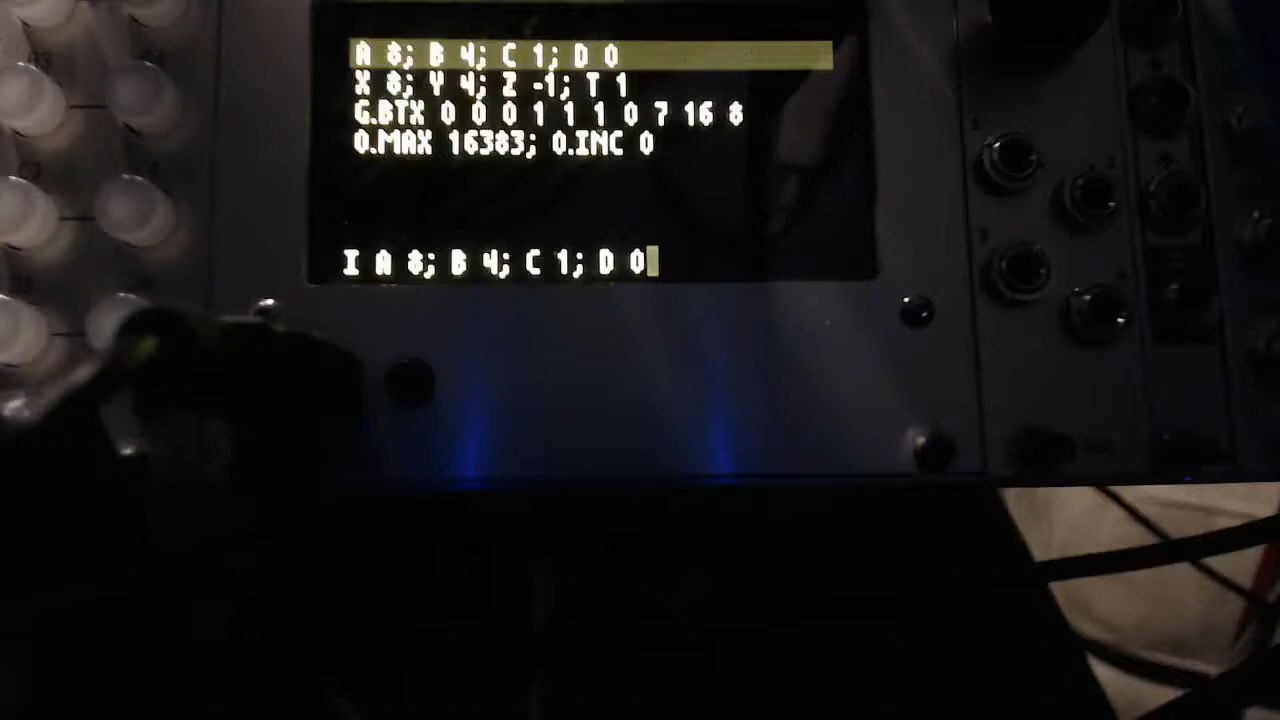 A 8; B 4; C 1; D 0
X 8; Y 4; Z -1; T 1
G.BTX 0 0 0 1 1 1 0 7 16 8
O.MAX 16383; O.INC 0
I A 8; B 4; C 1; D 0